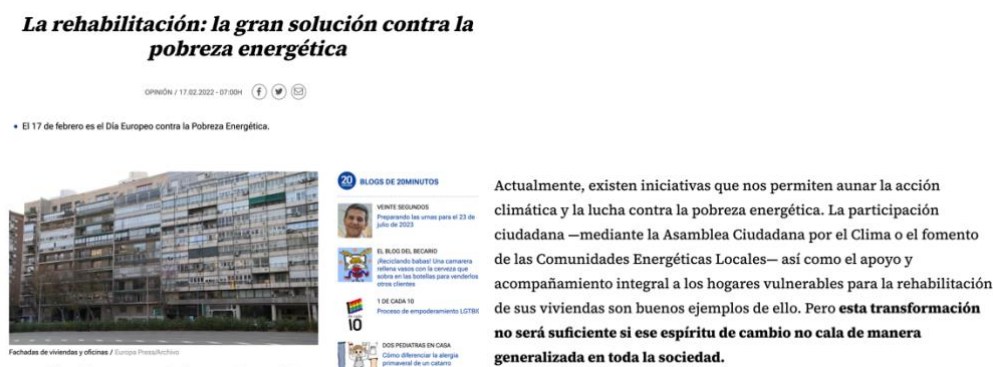 La rehabilitación: la gran solución contra la
pobreza energética
OPINIÓN / 17.02.2022 - 07:00H
• El 17 de febrero es el Día Europeo contra la Pobreza Energética.
Fachadas de viviendas y oficinas / Europa Press/Archivo
20 BLOGS DE 20MINUTOS
VEINTE SEGUNDOS
Preparando las urnas para el 23 de
julio de 2023
EL BLOG DEL BECARIO
¡Reciclando babas! Una camarera
rellena vasos con la cerveza que
sobra en las botellas para venderlos
otros clientes
1 DE CADA 10
Proceso de empoderamiento LGTBI
DOS PEDIATRAS EN CASA
Cómo diferenciar la alergia
primaveral de un catarro
Actualmente, existen iniciativas que nos permiten aunar la acción
climática y la lucha contra la pobreza energética. La participación
ciudadana —mediante la Asamblea Ciudadana por el Clima o el fomento
de las Comunidades Energéticas Locales— así como el apoyo y
acompañamiento integral a los hogares vulnerables para la rehabilitación
de sus viviendas son buenos ejemplos de ello. Pero esta transformación
no será suficiente si ese espíritu de cambio no cala de manera
generalizada en toda la sociedad.